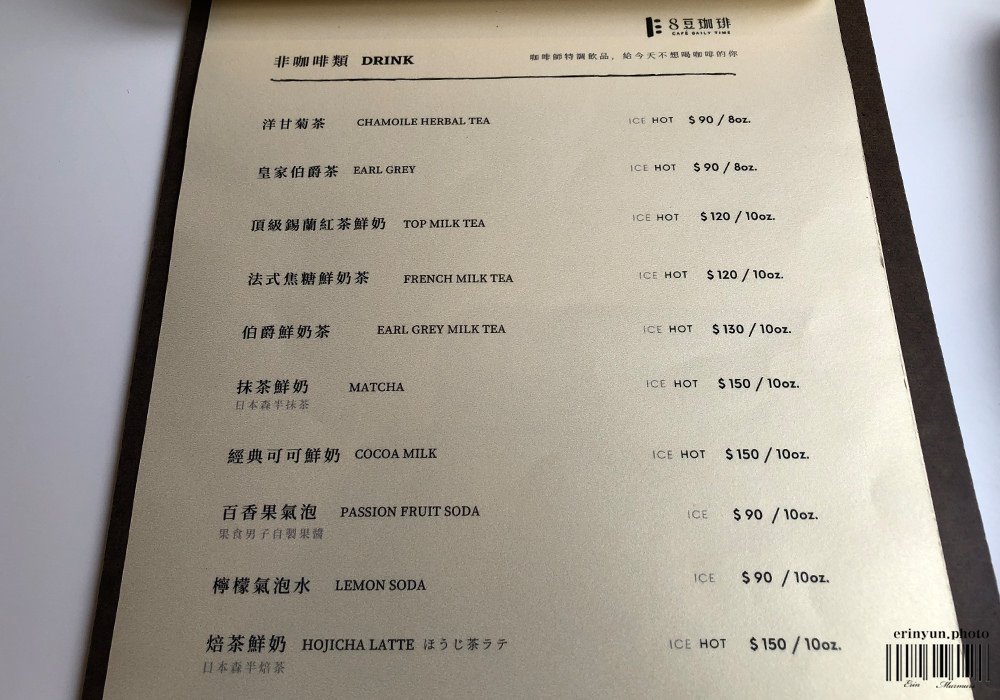 8豆珈琲
CAFÉ DAILY TIME
非咖啡類 DRINK 咖啡師特調飲品，給今天不想喝咖啡的你
洋甘菊茶 CHAMOILE HERBAL TEA ICE HOT $90 / 8oz.
皇家伯爵茶 EARL GREY ICE HOT $90 / 8oz.
頂級錫蘭紅茶鮮奶 TOP MILK TEA ICE HOT $120 / 10oz.
法式焦糖鮮奶茶 FRENCH MILK TEA ICE HOT $120 / 10oz.
伯爵鮮奶茶 EARL GREY MILK TEA ICE HOT $130 / 10oz.
抹茶鮮奶 MATCHA ICE HOT $150 / 10oz.
日本森半抹茶
經典可可鮮奶 COCOA MILK ICE HOT $150 / 10oz.
百香果氣泡 PASSION FRUIT SODA ICE $90 / 10oz.
果食男子自製果醬
檸檬氣泡水 LEMON SODA ICE $90 / 10oz.
焙茶鮮奶 HOJICHA LATTE ほうじ茶ラテ ICE HOT $150 / 10oz.
日本森半焙茶
erinyun.photo
Erin Murmurs